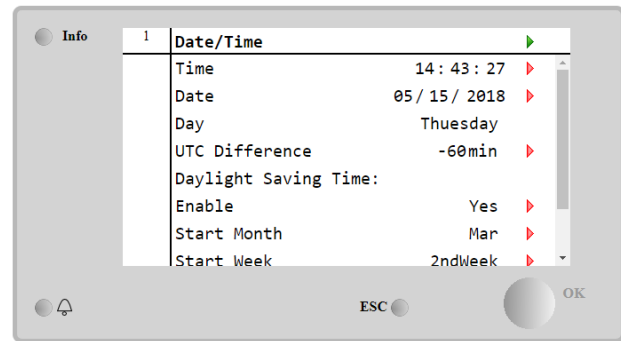 Info
1 Date/Time
Time 14:43:27
Date 05/15/2018
Day Thuesday
UTC Difference -60min
Daylight Saving Time:
Enable Yes
Start Month Mar
Start Week 2ndWeek
ESC
OK